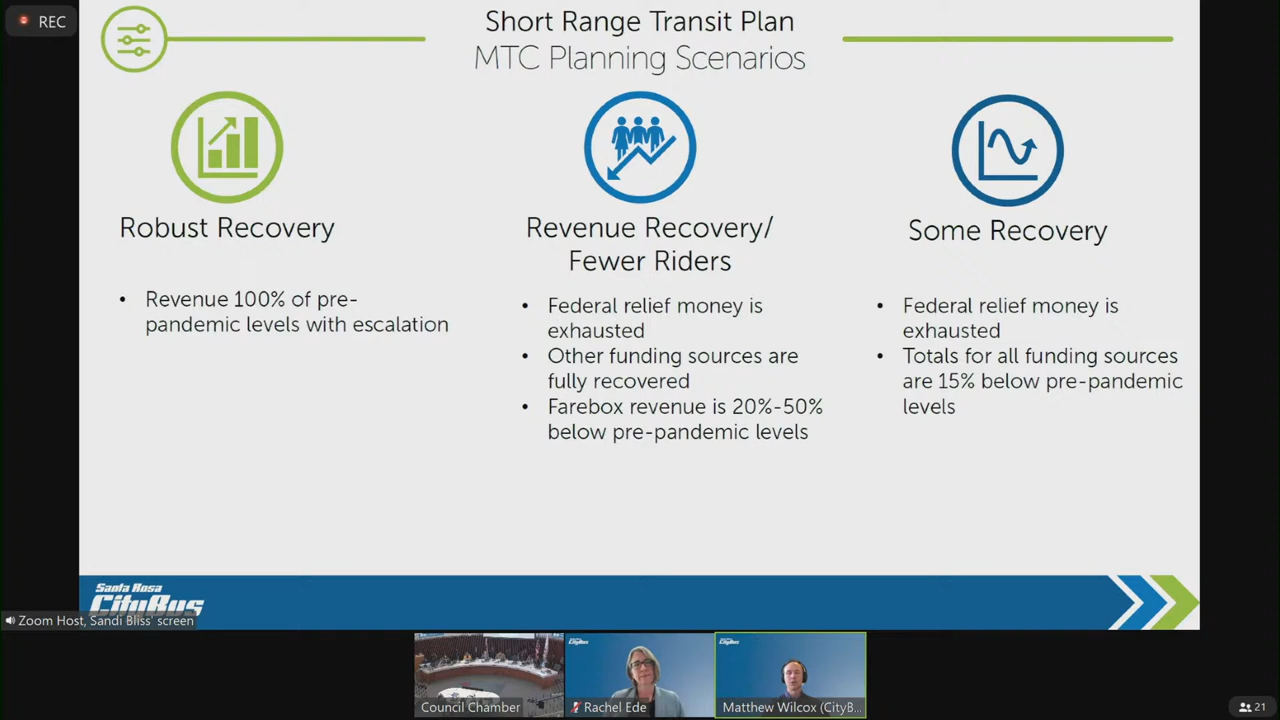 REC
Short Range Transit Plan
MTC Planning Scenarios
Robust Recovery
• Revenue 100% of pre-
pandemic levels with escalation
Revenue Recovery/
Fewer Riders
• Federal relief money is
exhausted
• Other funding sources are
fully recovered
• Farebox revenue is 20%-50%
below pre-pandemic levels
Some Recovery
• Federal relief money is
exhausted
• Totals for all funding sources
are 15% below pre-pandemic
levels
Santa Rosa
CityBus
Zoom Host, Sandi Bliss' screen
Council Chamber
CityBus
Rachel Ede
CityBus
Matthew Wilcox (CityB...
21